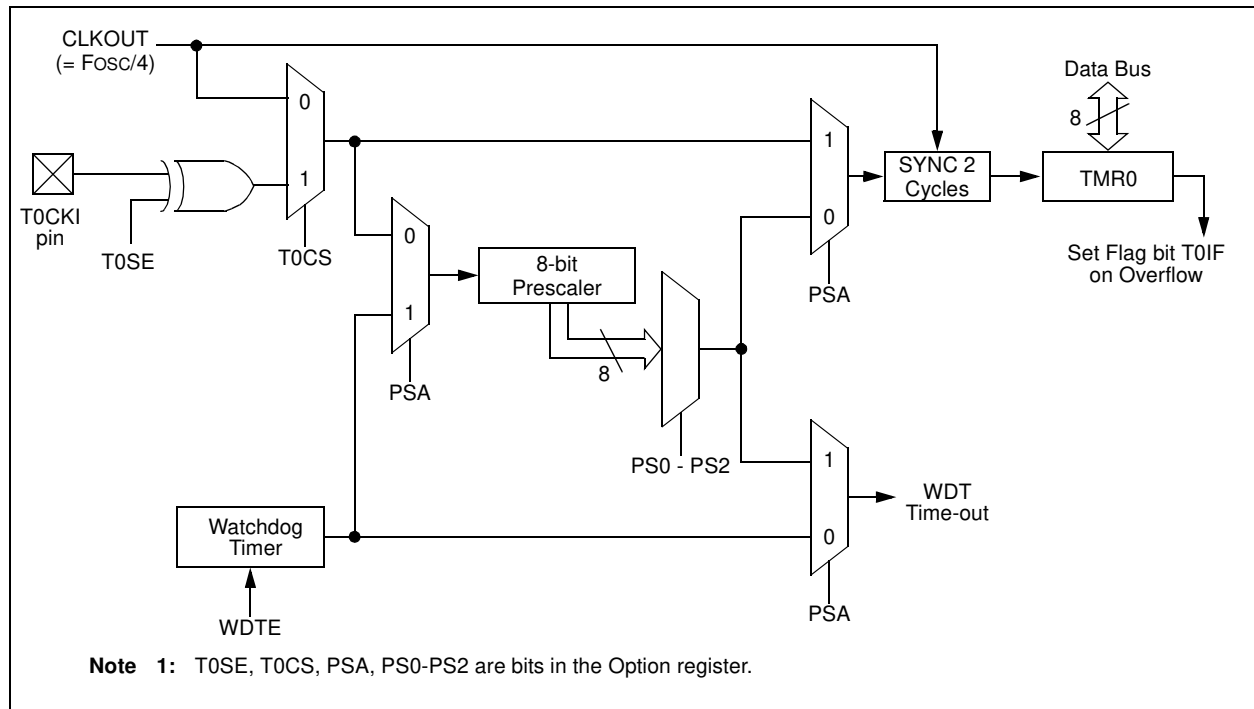 CLKOUT
(= FOSC/4)
T0CKI
pin
T0SE
0
1
T0CS
0
1
PSA
8-bit
Prescaler
8
PS0 - PS2
1
0
PSA
SYNC 2
Cycles
Data Bus
8
TMR0
Set Flag bit T0IF
on Overflow
Watchdog
Timer
WDTE
1
0
PSA
WDT
Time-out
Note 1: T0SE, T0CS, PSA, PS0-PS2 are bits in the Option register.